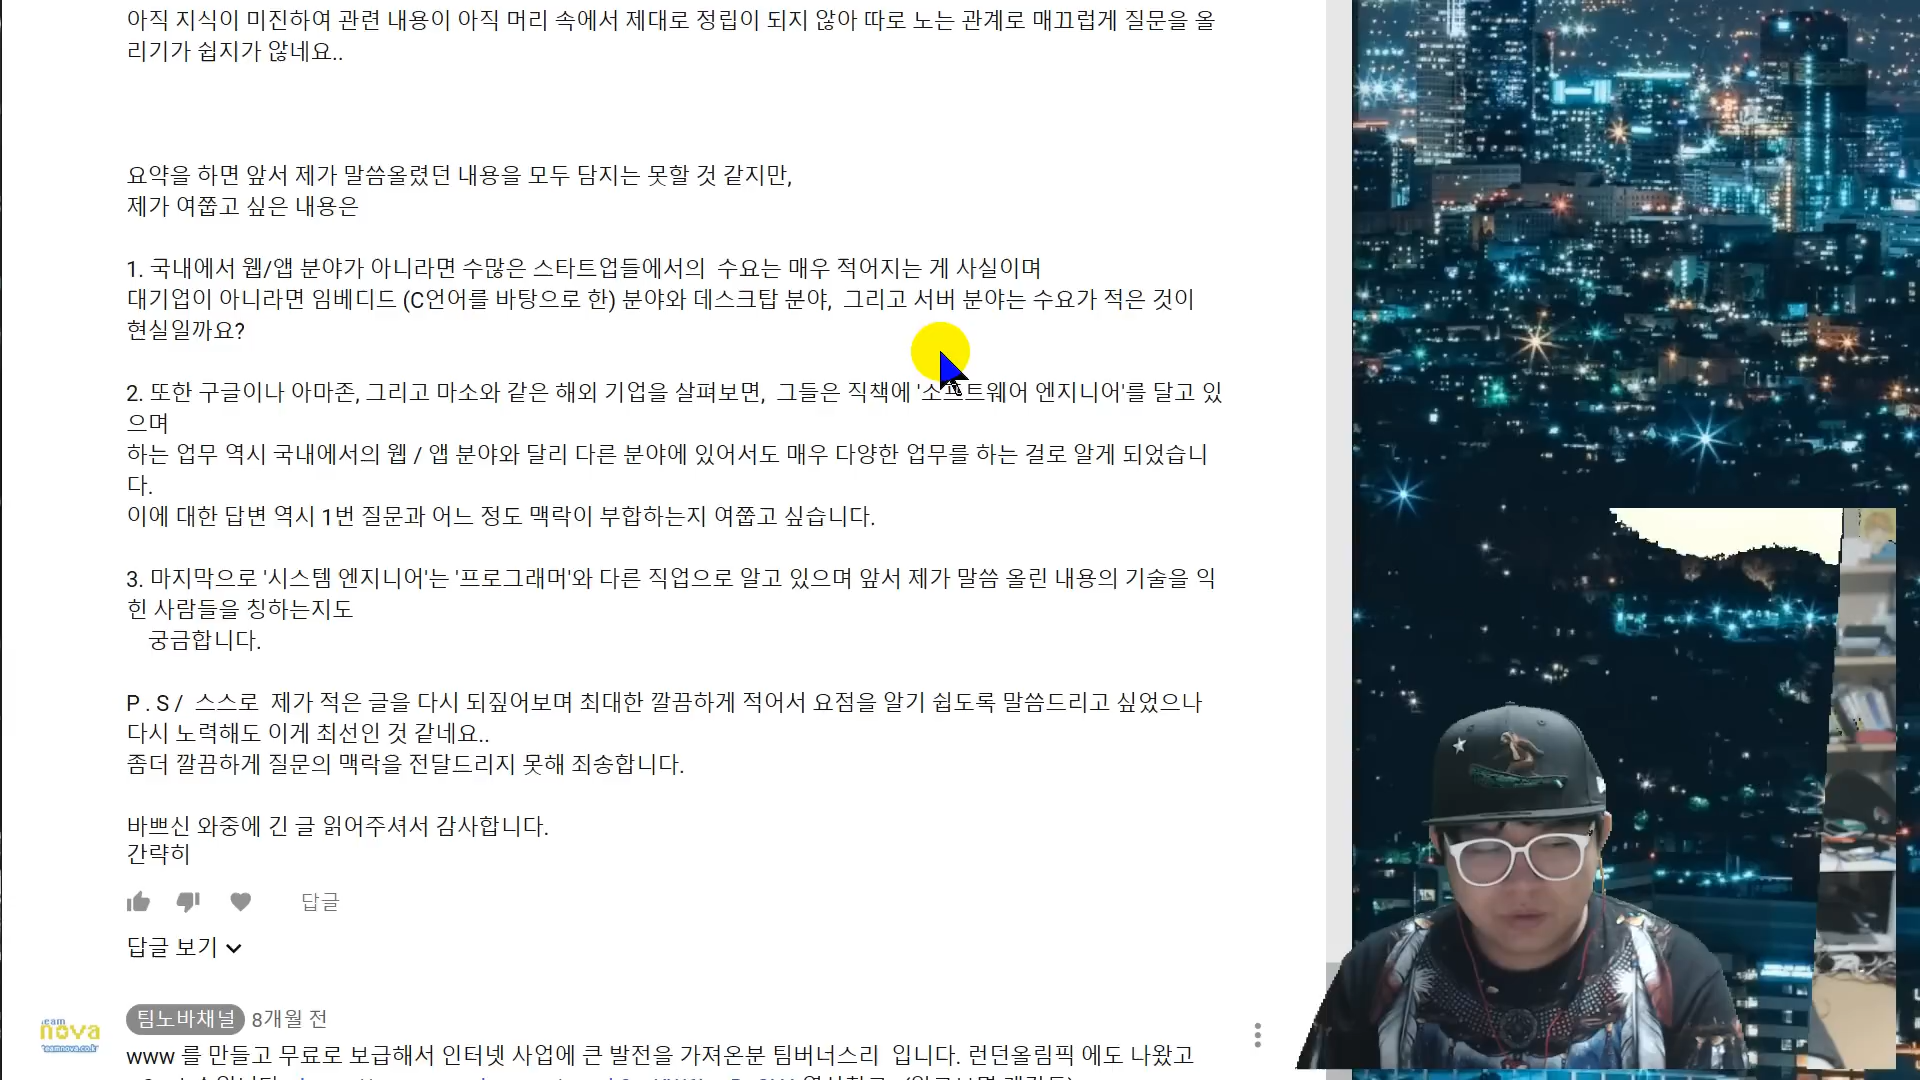 아직 지식이 미진하여 관련 내용이 아직 머리 속에서 제대로 정립이 되지 않아 따로 노는 관계로 매끄럽게 질문을 올
리기가 쉽지가 않네요..
요약을 하면 앞서 제가 말씀올렸던 내용을 모두 담지는 못할 것 같지만,
제가 여쭙고 싶은 내용은
1. 국내에서 웹/앱 분야가 아니라면 수많은 스타트업들에서의 수요는 매우 적어지는 게 사실이며
대기업이 아니라면 임베디드 (C언어를 바탕으로 한) 분야와 데스크탑 분야, 그리고 서버 분야는 수요가 적은 것이
현실일까요?
2. 또한 구글이나 아마존, 그리고 마소와 같은 해외 기업을 살펴보면, 그들은 직책에 '소프트웨어 엔지니어'를 달고 있
으며
하는 업무 역시 국내에서의 웹 / 앱 분야와 달리 다른 분야에 있어서도 매우 다양한 업무를 하는 걸로 알게 되었습니
다.
이에 대한 답변 역시 1번 질문과 어느 정도 맥락이 부합하는지 여쭙고 싶습니다.
3. 마지막으로 '시스템 엔지니어'는 '프로그래머'와 다른 직업으로 알고 있으며 앞서 제가 말씀 올린 내용의 기술을 익
힌 사람들을 칭하는지도
궁금합니다.
P . S / 스스로 제가 적은 글을 다시 되짚어보며 최대한 깔끔하게 적어서 요점을 알기 쉽도록 말씀드리고 싶었으나
다시 노력해도 이게 최선인 것 같네요..
좀더 깔끔하게 질문의 맥락을 전달드리지 못해 죄송합니다.
바쁘신 와중에 긴 글 읽어주셔서 감사합니다.
간략히
답글
답글 보기
nova
팀노바채널 8개월 전
www 를 만들고 무료로 보급해서 인터넷 사업에 큰 발전을 가져온분 팀버너스리 입니다. 런던올림픽 에도 나왔고